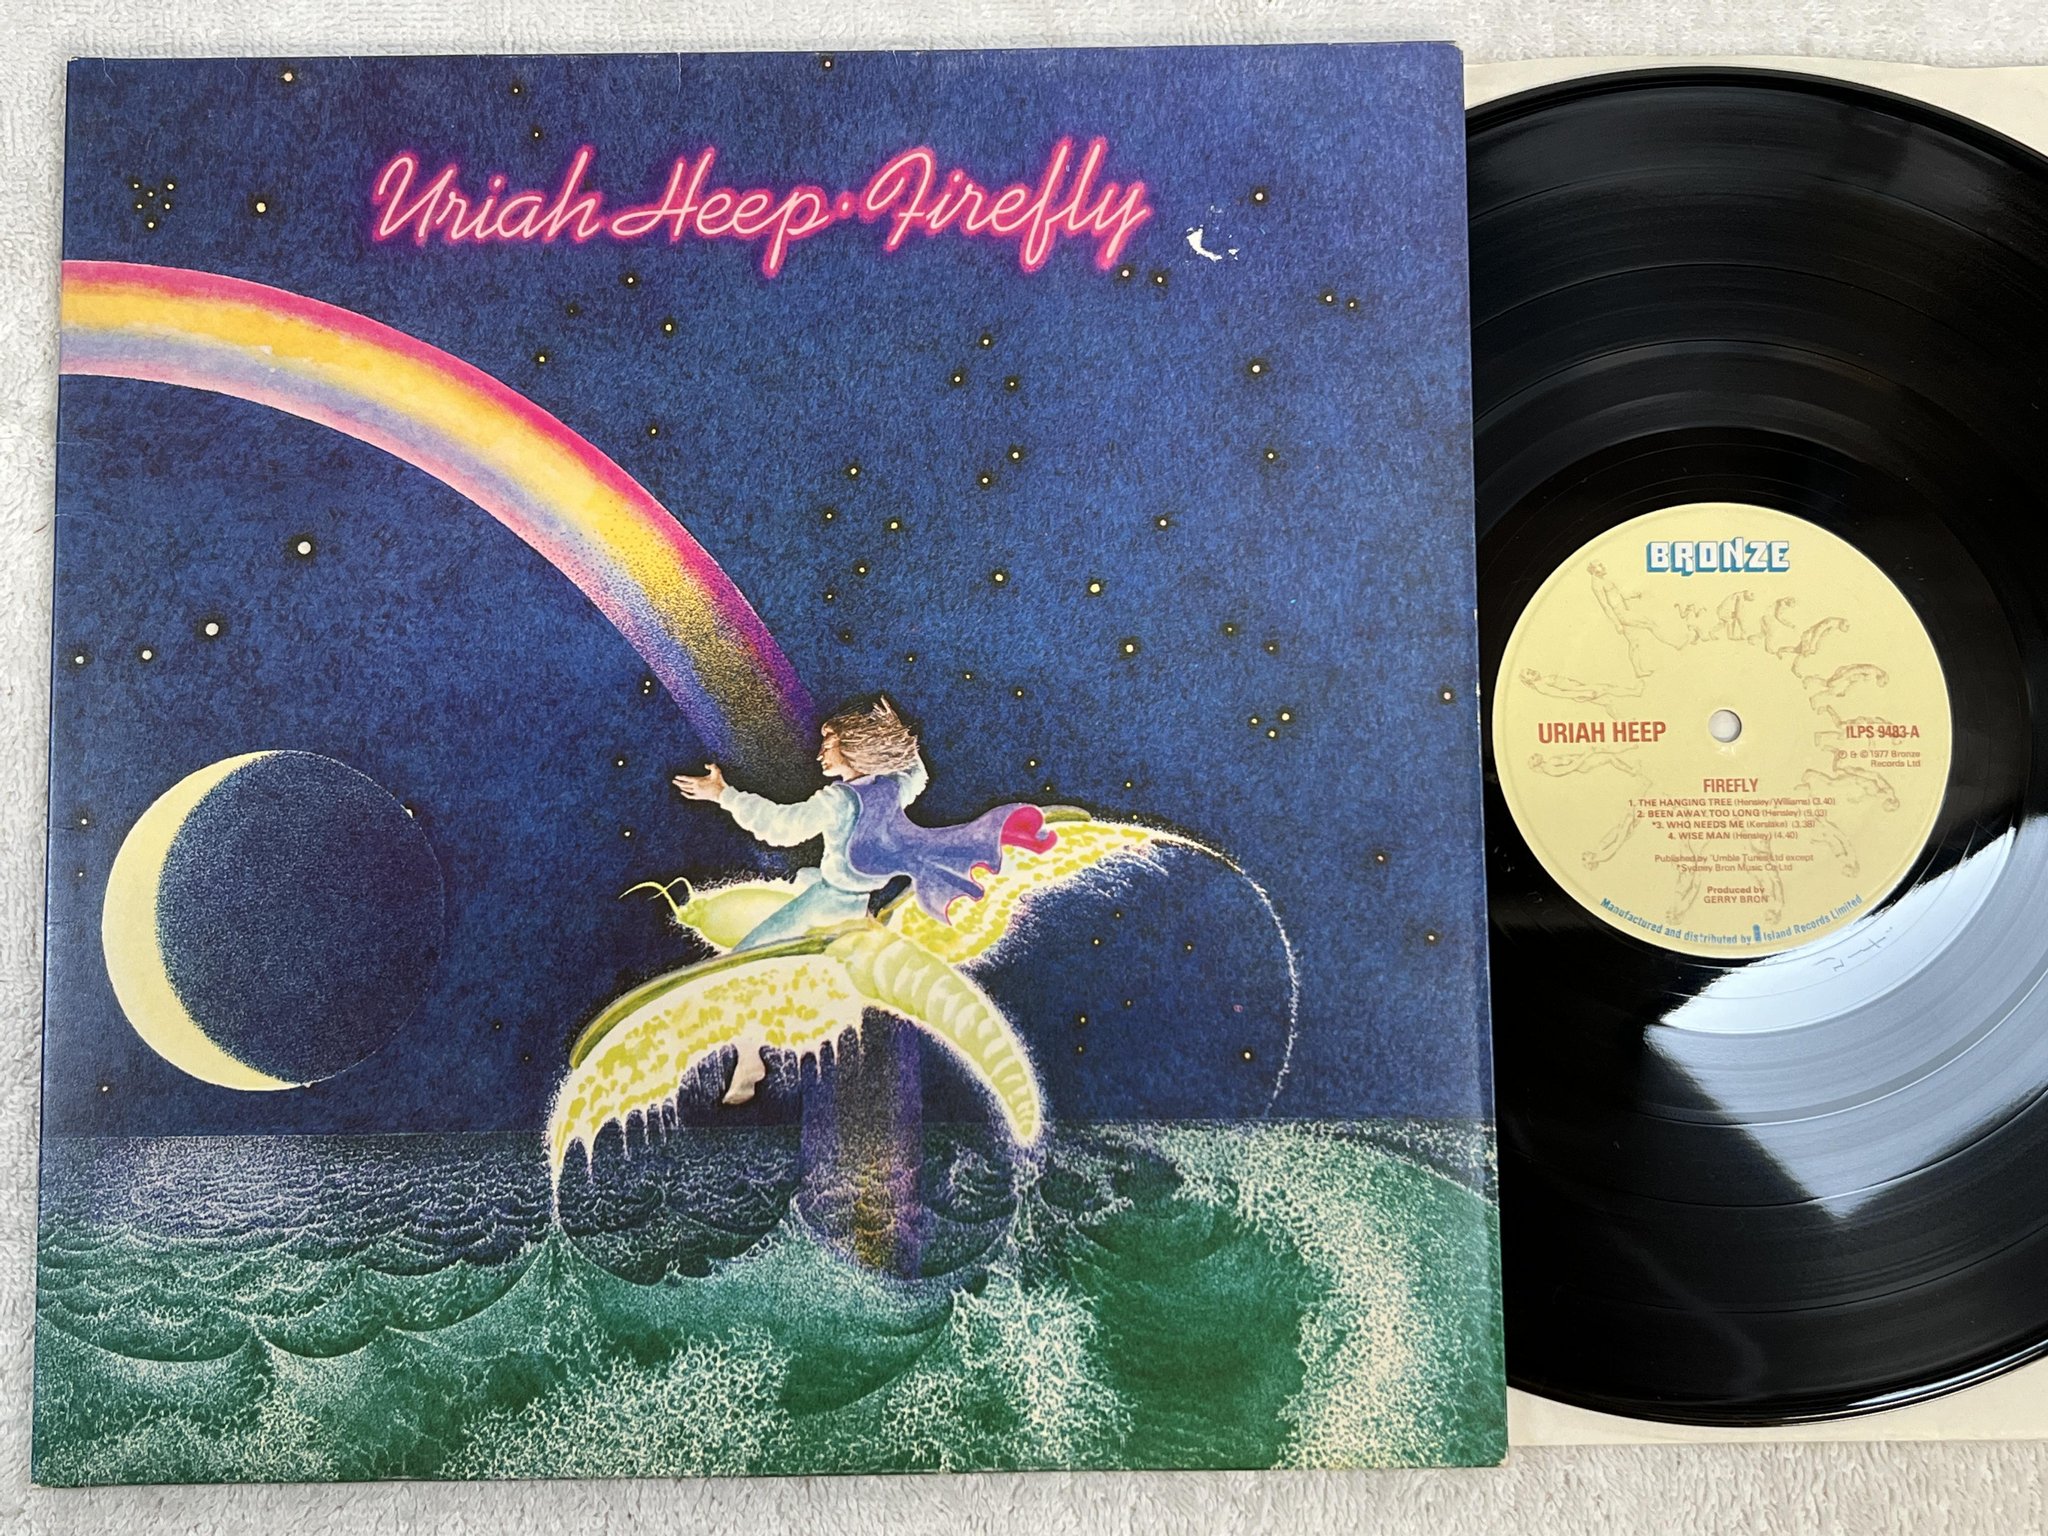 Uriah Heep · Firefly
BRONZE
URIAH HEEP
ILPS 9483-A
℗ & © 1977 Bronze
Records Ltd
FIREFLY
1. THE HANGING TREE (Hensley/Williams) (3.40)
2. BEEN AWAY TOO LONG (Hensley) (5.03)
*3. WHO NEEDS ME (Kerslake) (3.38)
4. WISE MAN (Hensley) (4.40)
Published by 'Umble Tunes Ltd except
*Sydney Bron Music Co Ltd
Produced by
GERRY BRON
Manufactured and distributed by Island Records Limited